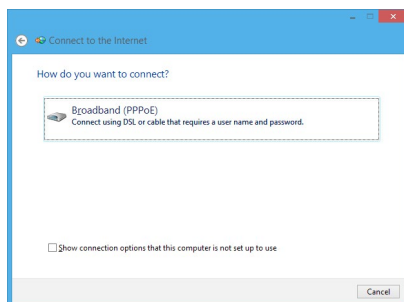 Connect to the Internet
How do you want to connect?
Broadband (PPPoE)
Connect using DSL or cable that requires a user name and password.
Show connection options that this computer is not set up to use
Cancel